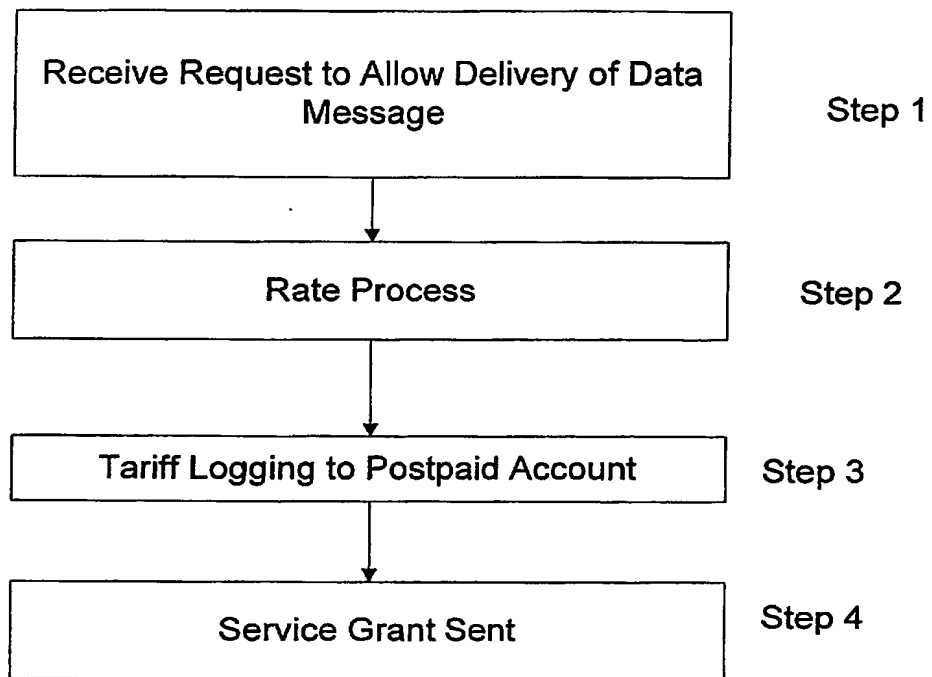 Receive Request to Allow Delivery of Data
Message
Step 1
Rate Process
Step 2
Tariff Logging to Postpaid Account
Step 3
Service Grant Sent
Step 4